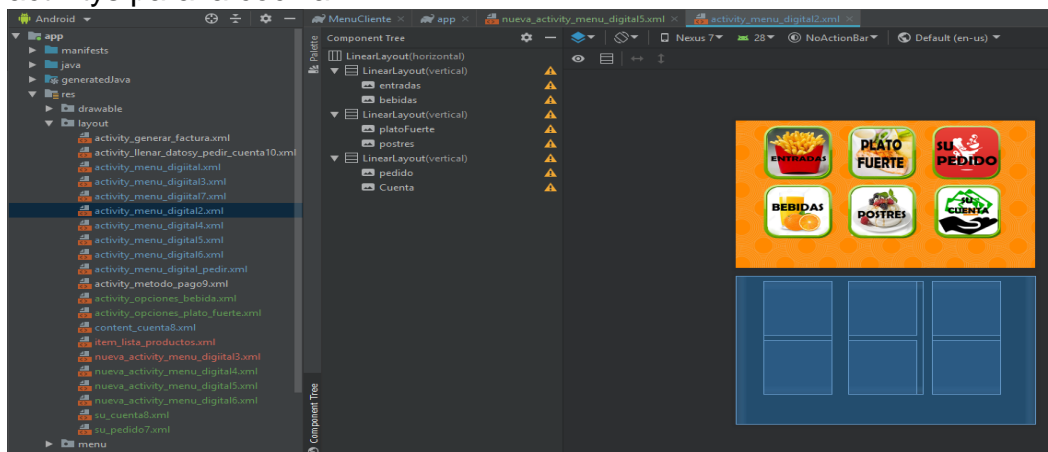 Android
MenuCliente
app
nueva_activity_menu_digital5.xml
activity_menu_digital2.xml
app
manifests
java
generatedJava
res
drawable
layout
activity_generar_factura.xml
activity_llenar_datosy_pedir_cuenta10.xml
activity_menu_digiital.xml
activity_menu_digital3.xml
activity_menu_digiital7.xml
activity_menu_digital2.xml
activity_menu_digital4.xml
activity_menu_digital5.xml
activity_menu_digital6.xml
activity_menu_digital_pedir.xml
activity_metodo_pago9.xml
activity_opciones_bebida.xml
activity_opciones_plato_fuerte.xml
content_cuenta8.xml
item_lista_productos.xml
nueva_activity_menu_digiital3.xml
nueva_activity_menu_digital4.xml
nueva_activity_menu_digital5.xml
nueva_activity_menu_digital6.xml
su_cuenta8.xml
su_pedido7.xml
menu
Palette
Component Tree
Component Tree
LinearLayout(horizontal)
LinearLayout(vertical)
entradas
bebidas
LinearLayout(vertical)
platoFuerte
postres
LinearLayout(vertical)
pedido
Cuenta
Nexus 7
28
NoActionBar
Default (en-us)
ENTRADAS
PLATO
FUERTE
SU
PEDIDO
BEBIDAS
POSTRES
SU
CUENTA